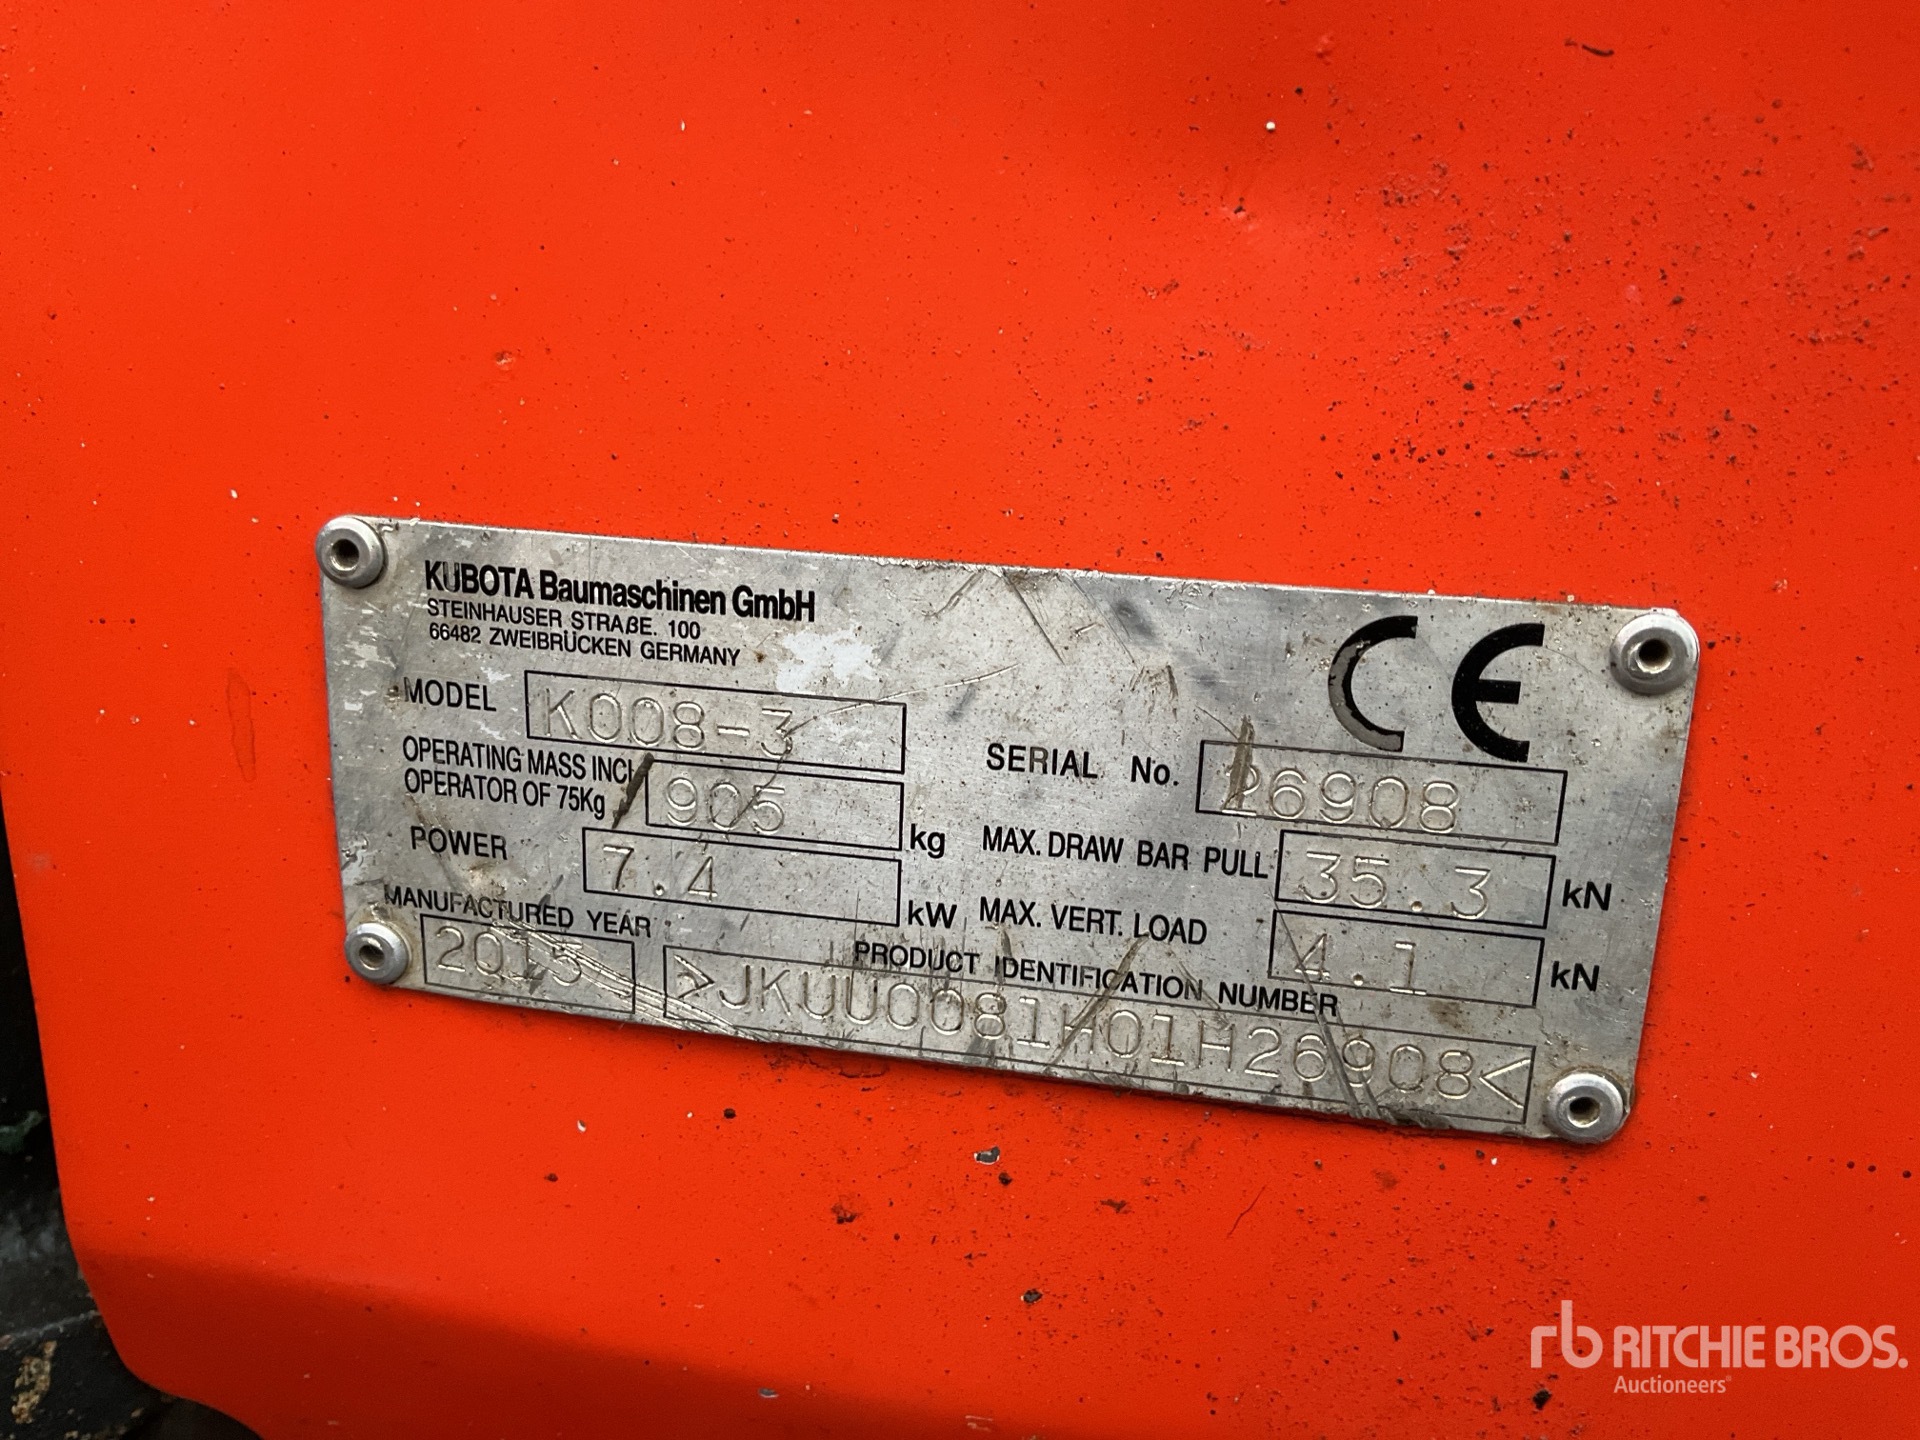 KUBOTA Baumaschinen GmbH
STEINHAUSER STRAßE. 100
66482 ZWEIBRÜCKEN GERMANY
CE
MODEL K008-3
SERIAL No. 26908
OPERATING MASS INCL
OPERATOR OF 75Kg 905 kg
MAX. DRAW BAR PULL 35.3 kN
POWER 7.4 kW
MAX. VERT. LOAD 4.1 kN
MANUFACTURED YEAR
2015
PRODUCT IDENTIFICATION NUMBER
>JKUU0081H01H26908<
rb RITCHIE BROS.
Auctioneers®